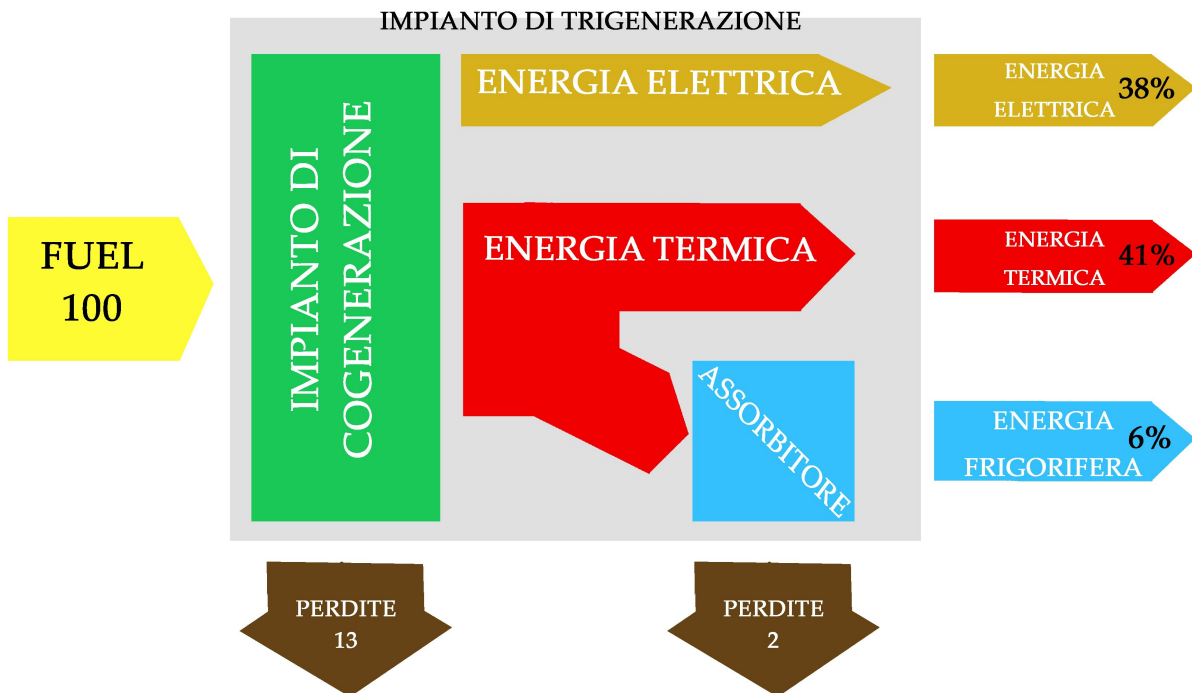 IMPIANTO DI TRIGENERAZIONE
FUEL
100
IMPIANTO DI
COGENERAZIONE
ENERGIA ELETTRICA
ENERGIA TERMICA
ASSORBITORE
ENERGIA
ELETTRICA
38%
ENERGIA
TERMICA
41%
ENERGIA
FRIGORIFERA
6%
PERDITE
13
PERDITE
2